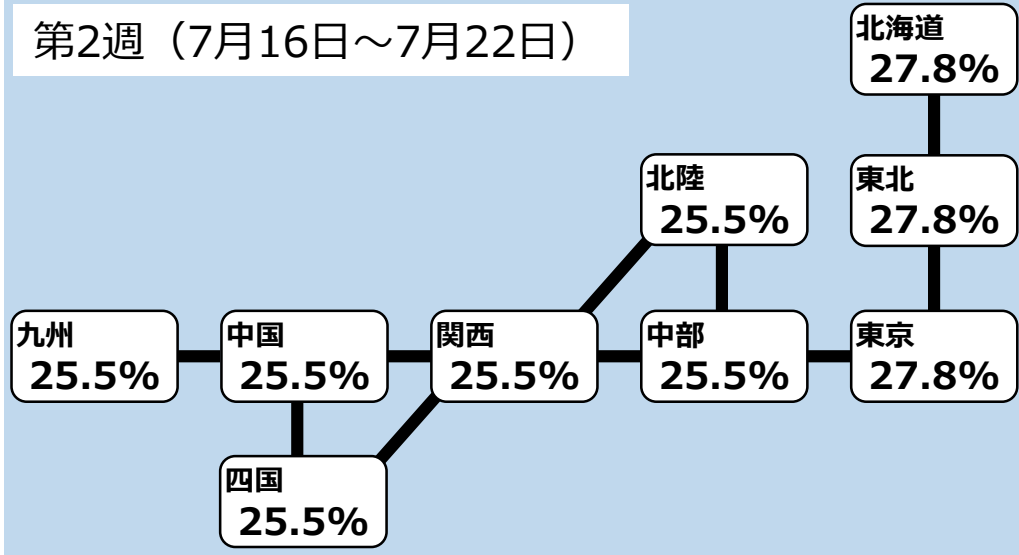 第2週（7月16日～7月22日）
北海道
27.8%
北陸
25.5%
東北
27.8%
九州
25.5%
中国
25.5%
関西
25.5%
中部
25.5%
東京
27.8%
四国
25.5%